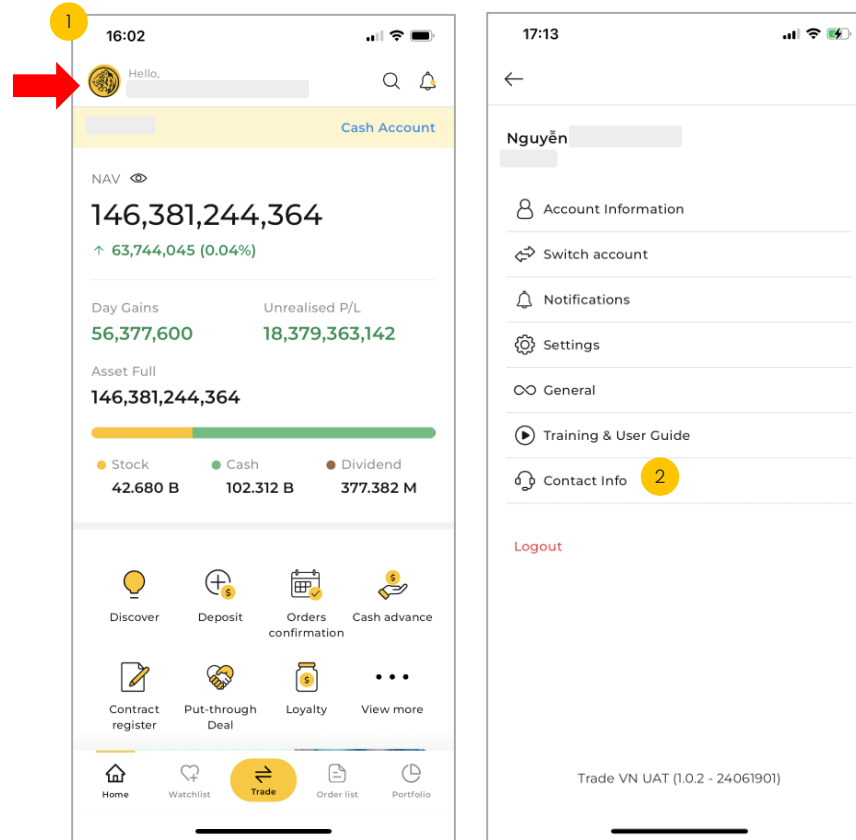 1
16:02
Hello,
Cash Account
NAV
146,381,244,364
↑ 63,744,045 (0.04%)
Day Gains Unrealised P/L
56,377,600 18,379,363,142
Asset Full
146,381,244,364
Stock Cash Dividend
42.680 B 102.312 B 377.382 M
Discover Deposit Orders confirmation Cash advance
Contract register Put-through Deal Loyalty View more
Home Watchlist Trade Order list Portfolio
17:13
Nguyễn
Account Information
Switch account
Notifications
Settings
General
Training & User Guide
Contact Info 2
Logout
Trade VN UAT (1.0.2 - 24061901)